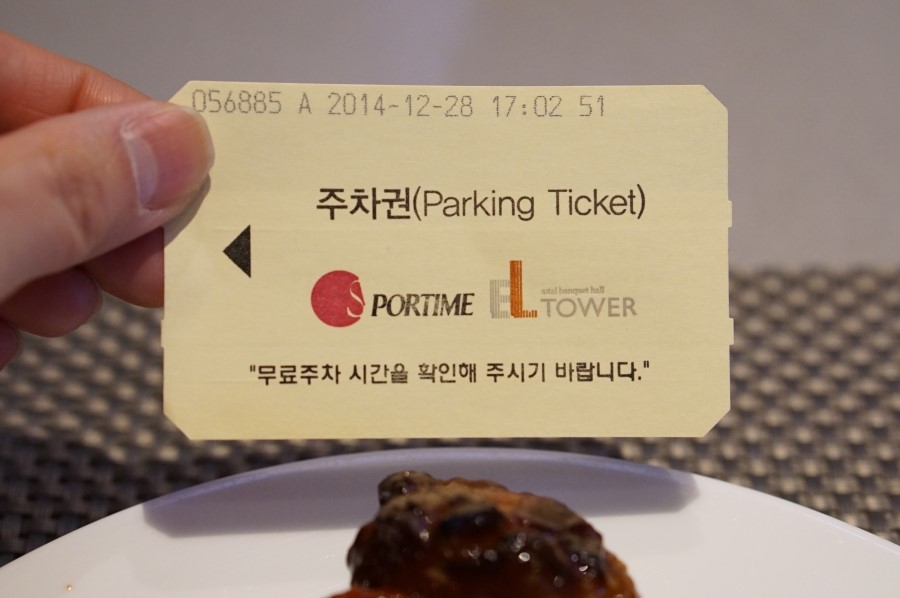 056885 A 2014-12-28 17:02 51
주차권(Parking Ticket)
SPORTIME
EL TOWER
"무료주차 시간을 확인해 주시기 바랍니다."